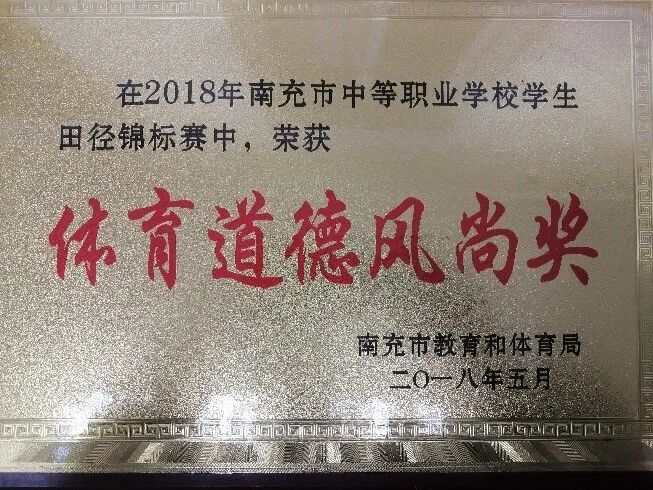 在2018年南充市中等职业学校学生
田径锦标赛中，荣获
体育道德风尚奖
南充市教育和体育局
二〇一八年五月